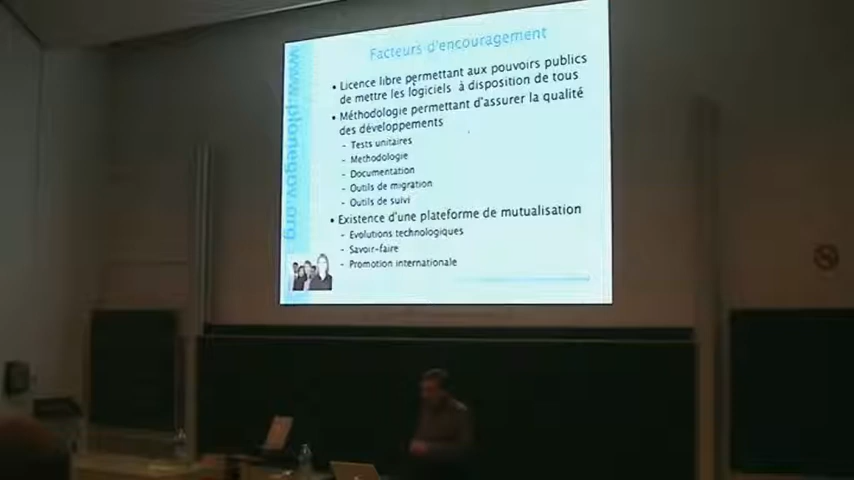 www.plonegov.org
Facteurs d'encouragement
• Licence libre permettant aux pouvoirs publics
de mettre les logiciels à disposition de tous
• Méthodologie permettant d'assurer la qualité
des développements
- Tests unitaires
- Methodologie
- Documentation
- Outils de migration
- Outils de suivi
• Existence d'une plateforme de mutualisation
- Evolutions technologiques
- Savoir-faire
- Promotion internationale